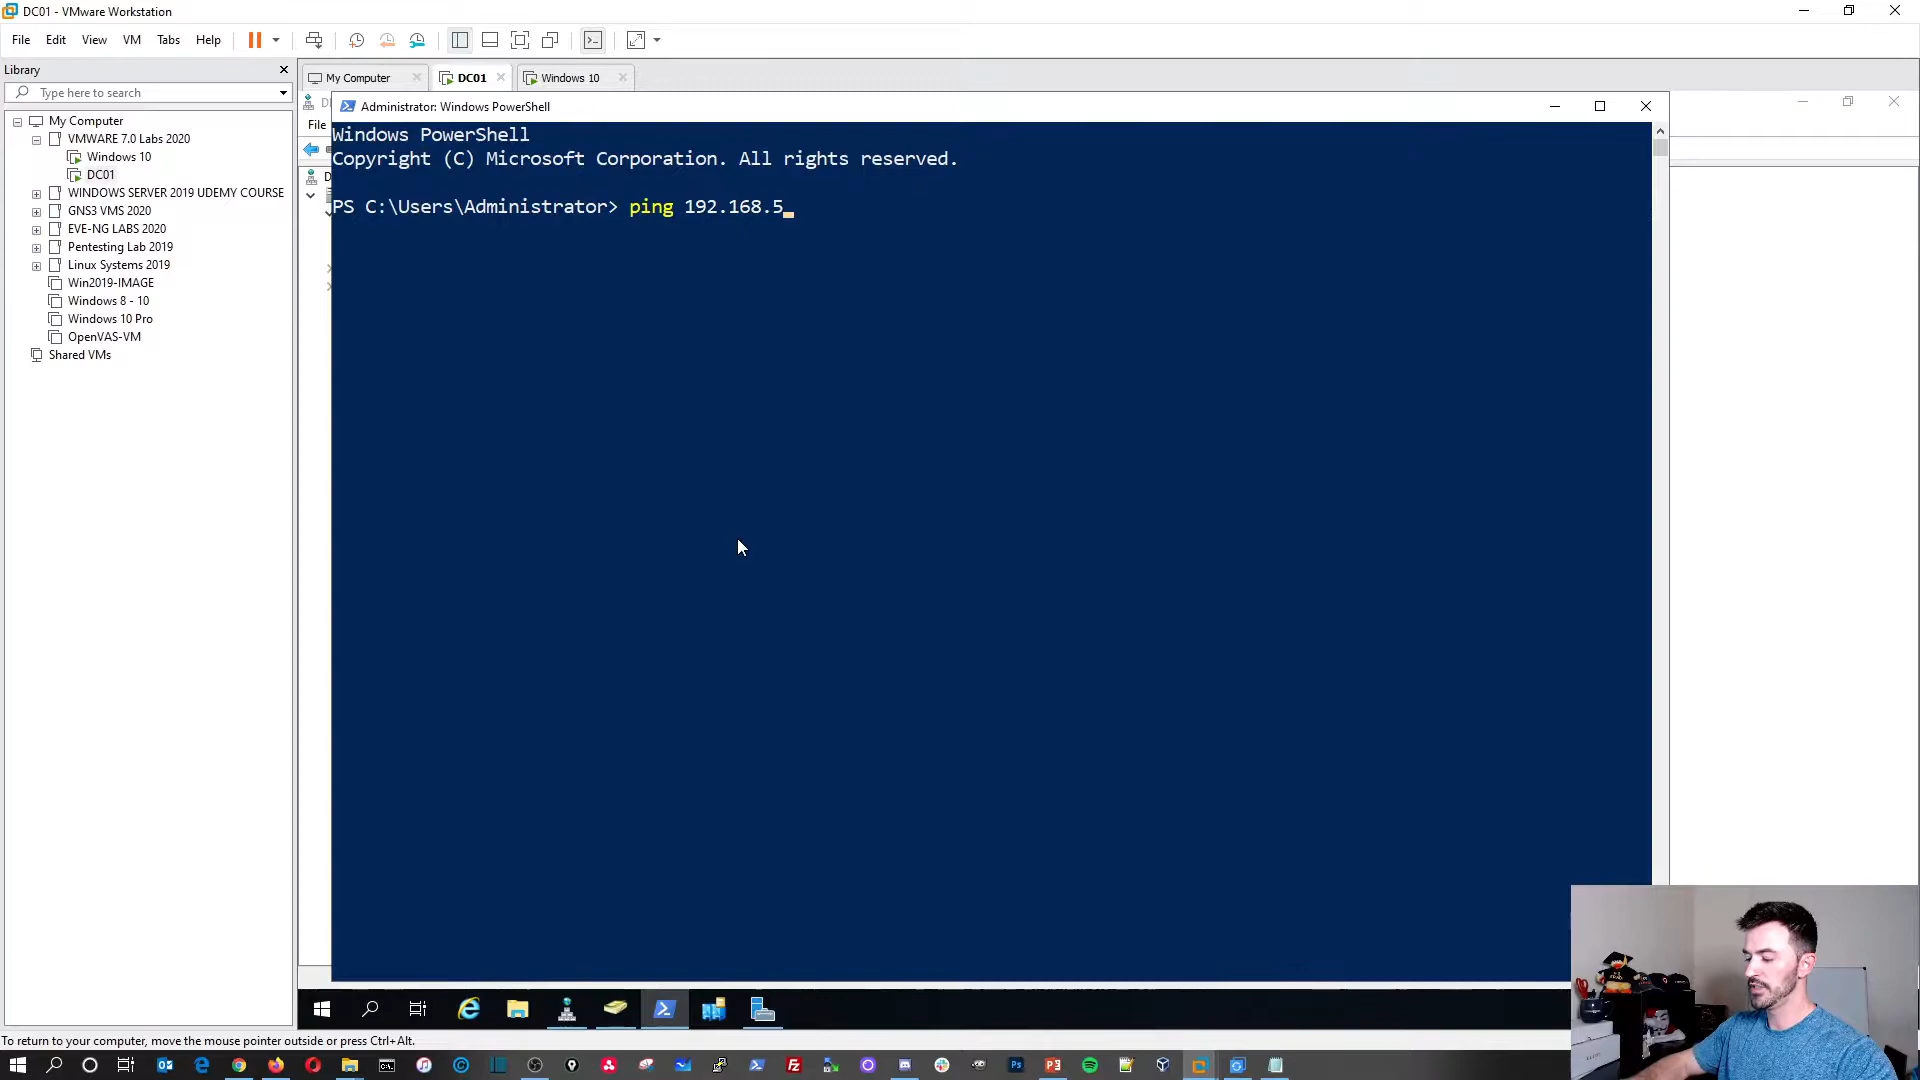 DC01 - VMware Workstation
File Edit View VM Tabs Help
Library
Type here to search
My Computer
VMWARE 7.0 Labs 2020
Windows 10
DC01
WINDOWS SERVER 2019 UDEMY COURSE
GNS3 VMS 2020
EVE-NG LABS 2020
Pentesting Lab 2019
Linux Systems 2019
Win2019-IMAGE
Windows 8 - 10
Windows 10 Pro
OpenVAS-VM
Shared VMs
My Computer DC01 Windows 10
File
Administrator: Windows PowerShell
Windows PowerShell
Copyright (C) Microsoft Corporation. All rights reserved.
PS C:\Users\Administrator> ping 192.168.5_
To return to your computer, move the mouse pointer outside or press Ctrl+Alt.